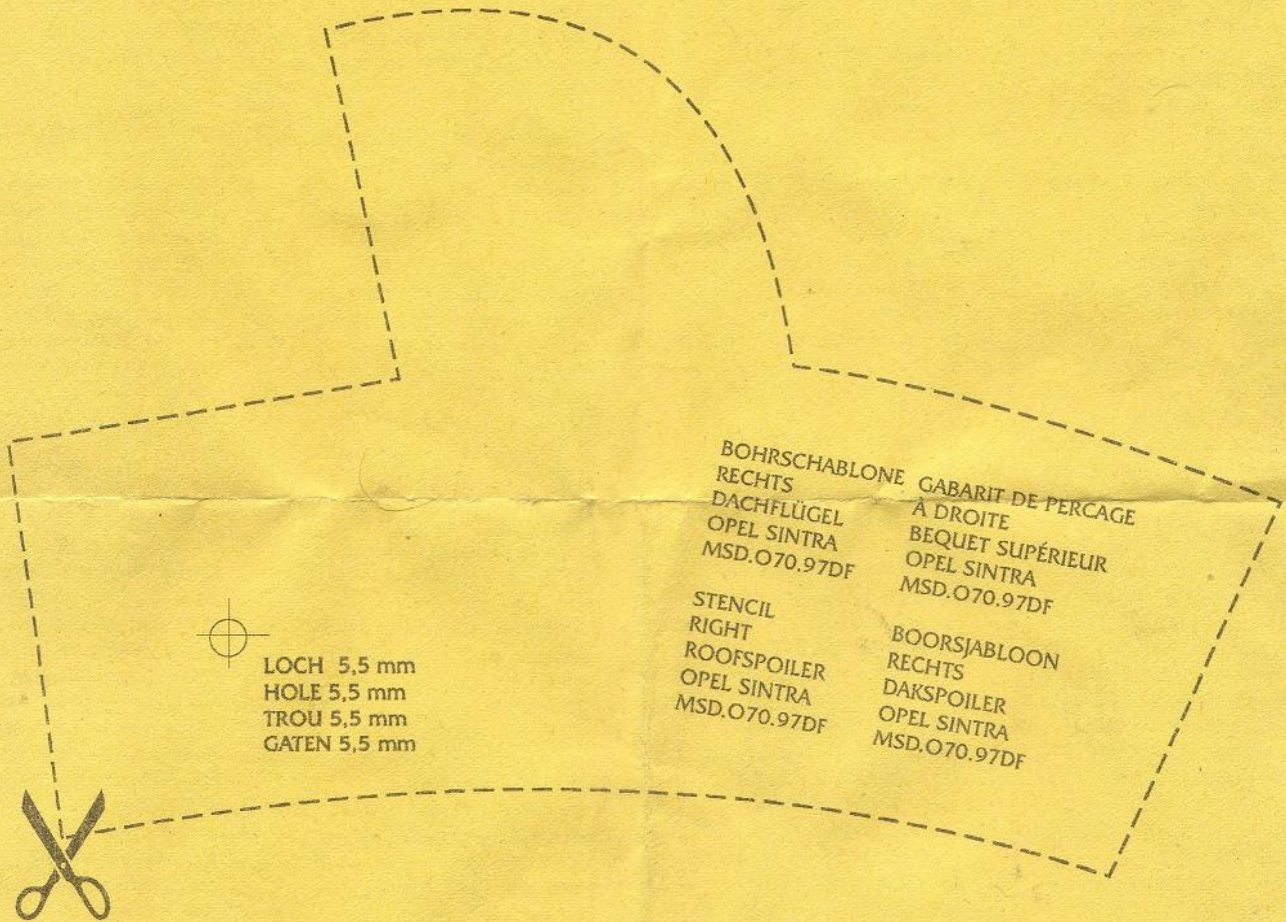 BOHRSCHABLONE
RECHTS
DACHFLÜGEL
OPEL SINTRA
MSD.O70.97DF
GABARIT DE PERCAGE
À DROITE
BEQUET SUPÉRIEUR
OPEL SINTRA
MSD.O70.97DF
STENCIL
RIGHT
ROOFSPOILER
OPEL SINTRA
MSD.O70.97DF
BOORSJABLOON
RECHTS
DAKSPOILER
OPEL SINTRA
MSD.O70.97DF
LOCH 5,5 mm
HOLE 5,5 mm
TROU 5,5 mm
GATEN 5,5 mm